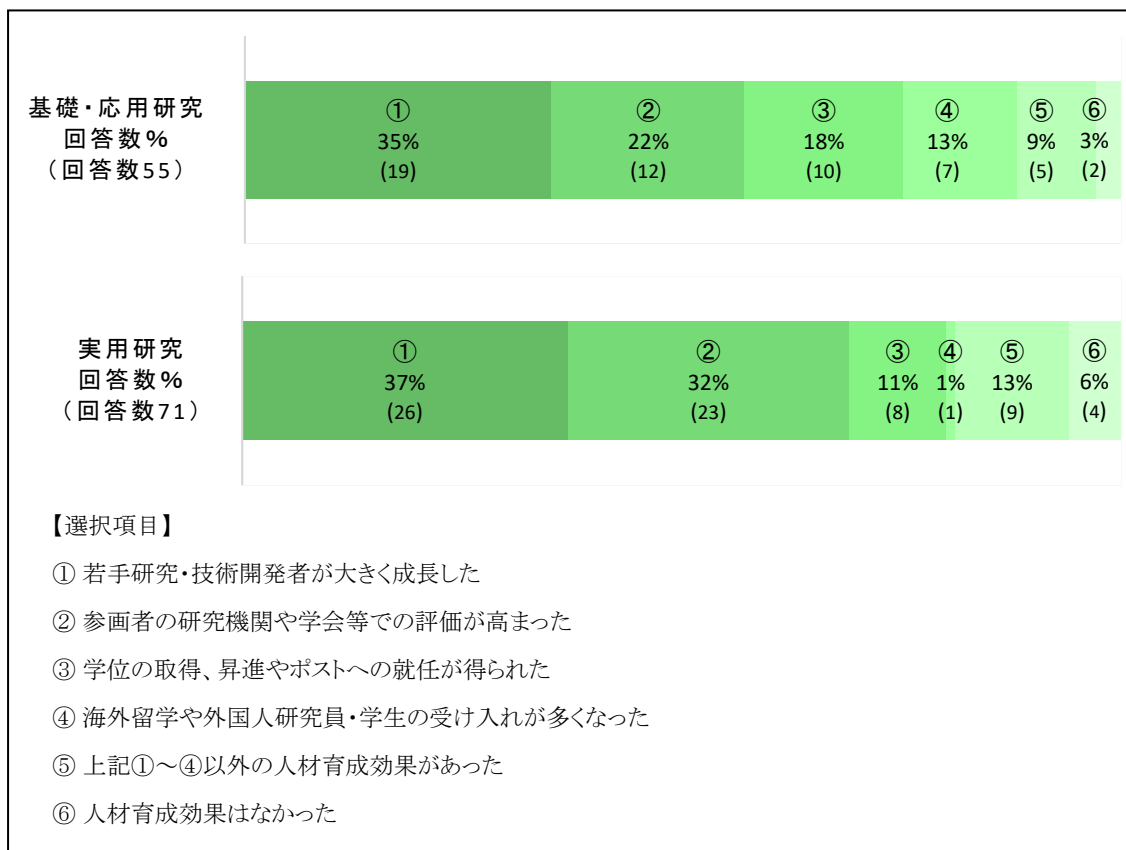 基礎・応用研究
回答数%
(回答数55)
① ② ③ ④ ⑤ ⑥
35% 22% 18% 13% 9% 3%
(19) (12) (10) (7) (5) (2)
実用研究
回答数%
(回答数71)
① ② ③ ④ ⑤ ⑥
37% 32% 11% 1% 13% 6%
(26) (23) (8) (1) (9) (4)
【選択項目】
① 若手研究・技術開発者が大きく成長した
② 参画者の研究機関や学会等での評価が高まった
③ 学位の取得、昇進やポストへの就任が得られた
④ 海外留学や外国人研究員・学生の受け入れが多くなった
⑤ 上記①～④以外の人材育成効果があった
⑥ 人材育成効果はなかった